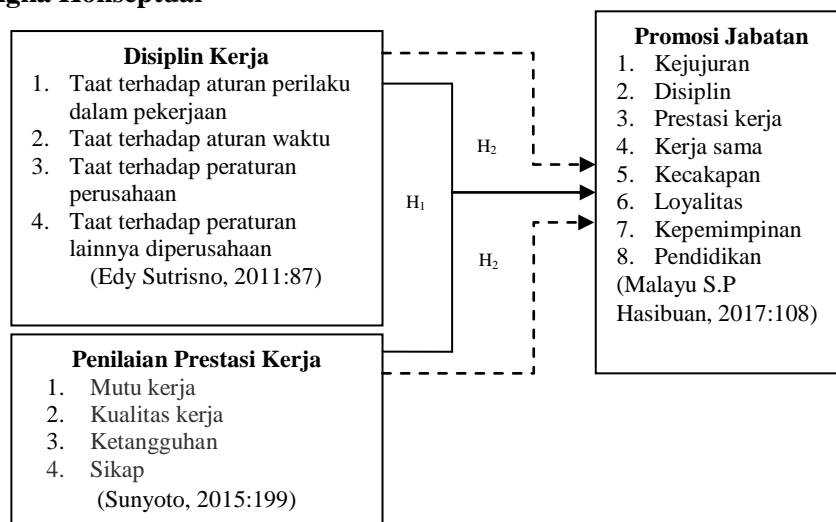 Disiplin Kerja
1. Taat terhadap aturan perilaku
dalam pekerjaan
2. Taat terhadap aturan waktu
3. Taat terhadap peraturan
perusahaan
4. Taat terhadap peraturan
lainnya diperusahaan
(Edy Sutrisno, 2011:87)
Penilaian Prestasi Kerja
1. Mutu kerja
2. Kualitas kerja
3. Ketangguhan
4. Sikap
(Sunyoto, 2015:199)
H₂
H₁
H₂
Promosi Jabatan
1. Kejujuran
2. Disiplin
3. Prestasi kerja
4. Kerja sama
5. Kecakapan
6. Loyalitas
7. Kepemimpinan
8. Pendidikan
(Malayu S.P
Hasibuan, 2017:108)